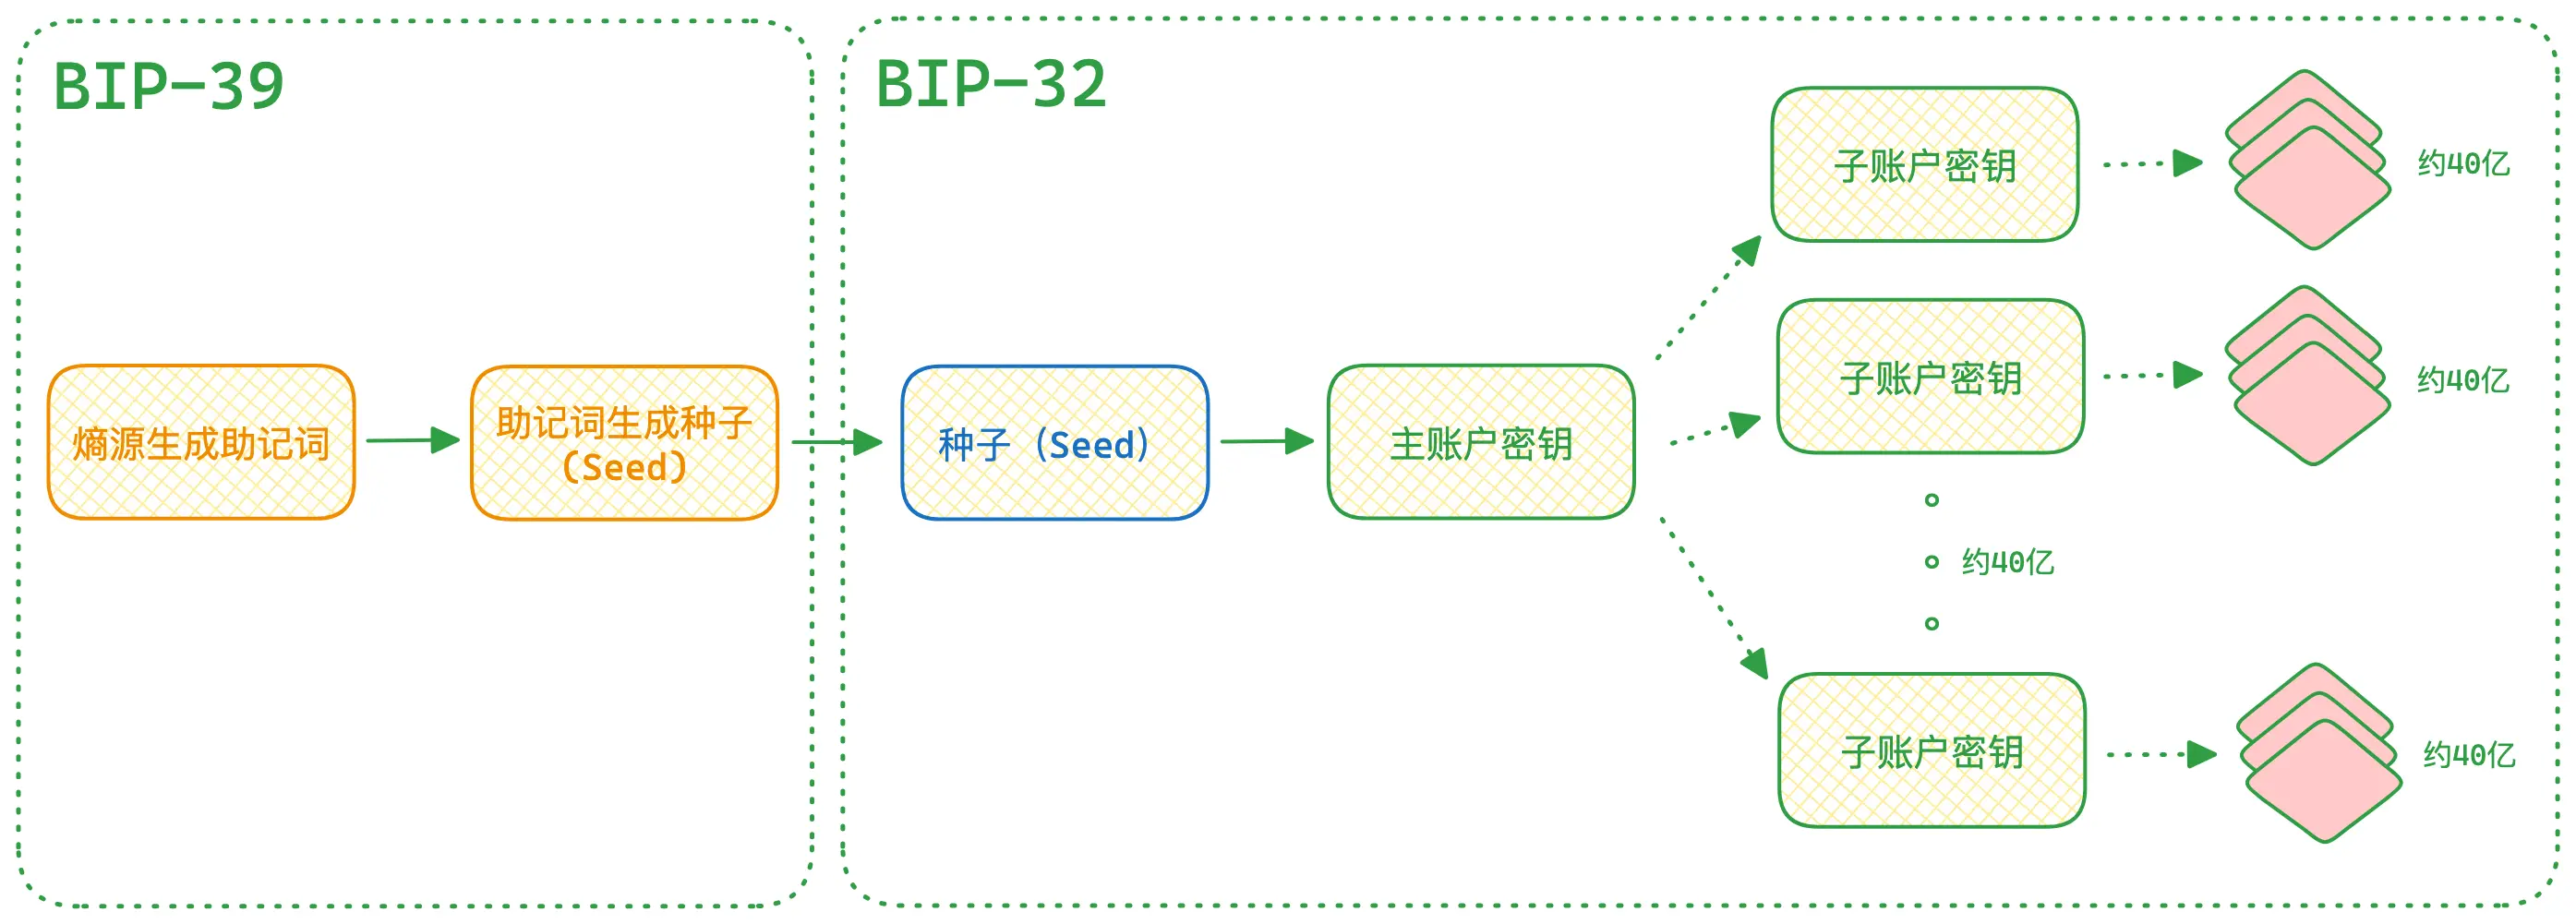 BIP-39
熵源生成助记词
助记词生成种子
(Seed)
BIP-32
种子（Seed）
主账户密钥
子账户密钥
约40亿
子账户密钥
约40亿
约40亿
子账户密钥
约40亿